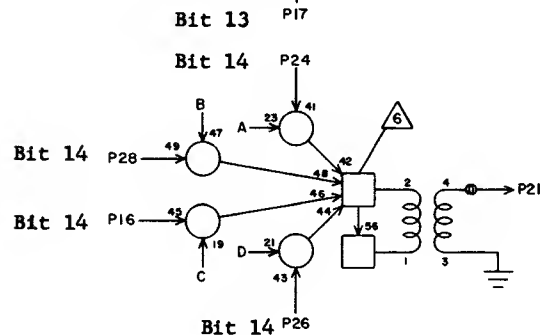 P17
Bit 13
Bit 14 P24
B
41
A 23
6
49 47
42
Bit 14 P28
48
2 4
46
P21
Bit 14 P16
45
44
56
19
D 21
1 3
C
43
Bit 14 P26